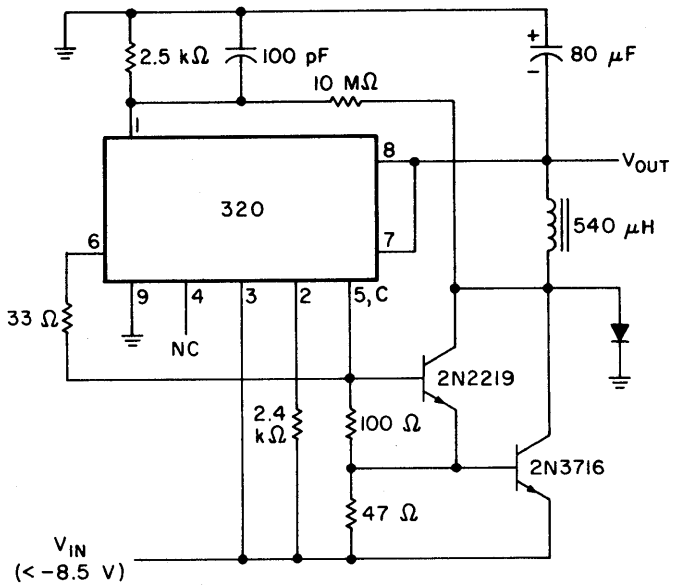 2.5 kΩ
100 pF
+
80 μF
−
10 MΩ
1
8
V_OUT
320
540 μH
6
7
9
4
3
2
5, C
33 Ω
NC
2N2219
2.4
kΩ
100 Ω
2N3716
47 Ω
V_IN
(< −8.5 V)